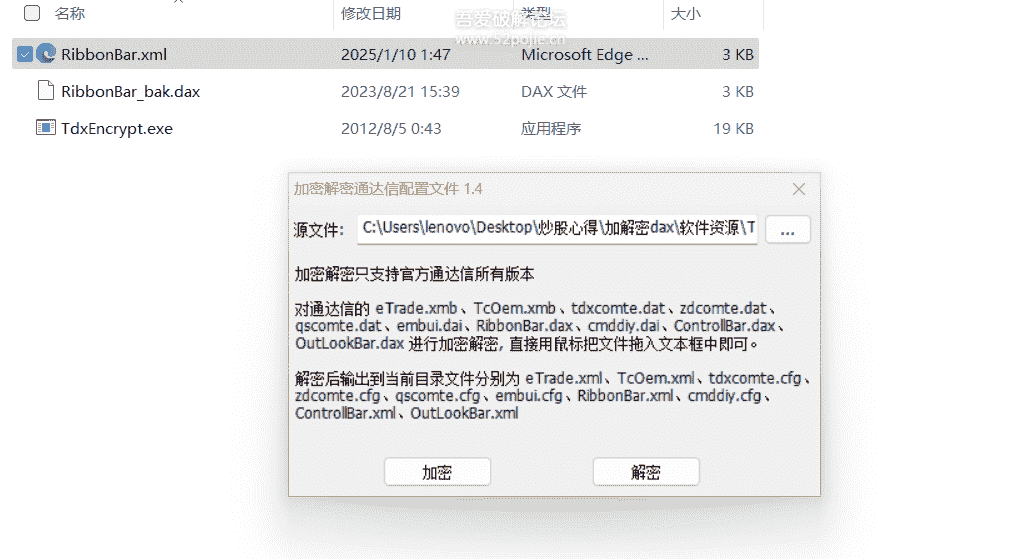 名称 修改日期 类型 大小
吾爱破解论坛
www.52pojie.cn
RibbonBar.xml 2025/1/10 1:47 Microsoft Edge ... 3 KB
RibbonBar_bak.dax 2023/8/21 15:39 DAX 文件 3 KB
TdxEncrypt.exe 2012/8/5 0:43 应用程序 19 KB
加密解密通达信配置文件 1.4
源文件: C:\Users\lenovo\Desktop\炒股心得\加解密dax\软件资源\T ...
加密解密只支持官方通达信所有版本
对通达信的 eTrade.xmb、TcOem.xmb、tdxcomte.dat、zdcomte.dat、
qscomte.dat、embui.dai、RibbonBar.dax、cmddiy.dai、ControllBar.dax、
OutLookBar.dax 进行加密解密, 直接用鼠标把文件拖入文本框中即可。
解密后输出到当前目录文件分别为 eTrade.xml、TcOem.xml、tdxcomte.cfg、
zdcomte.cfg、qscomte.cfg、embui.cfg、RibbonBar.xml、cmddiy.cfg、
ControllBar.xml、OutLookBar.xml
加密 解密